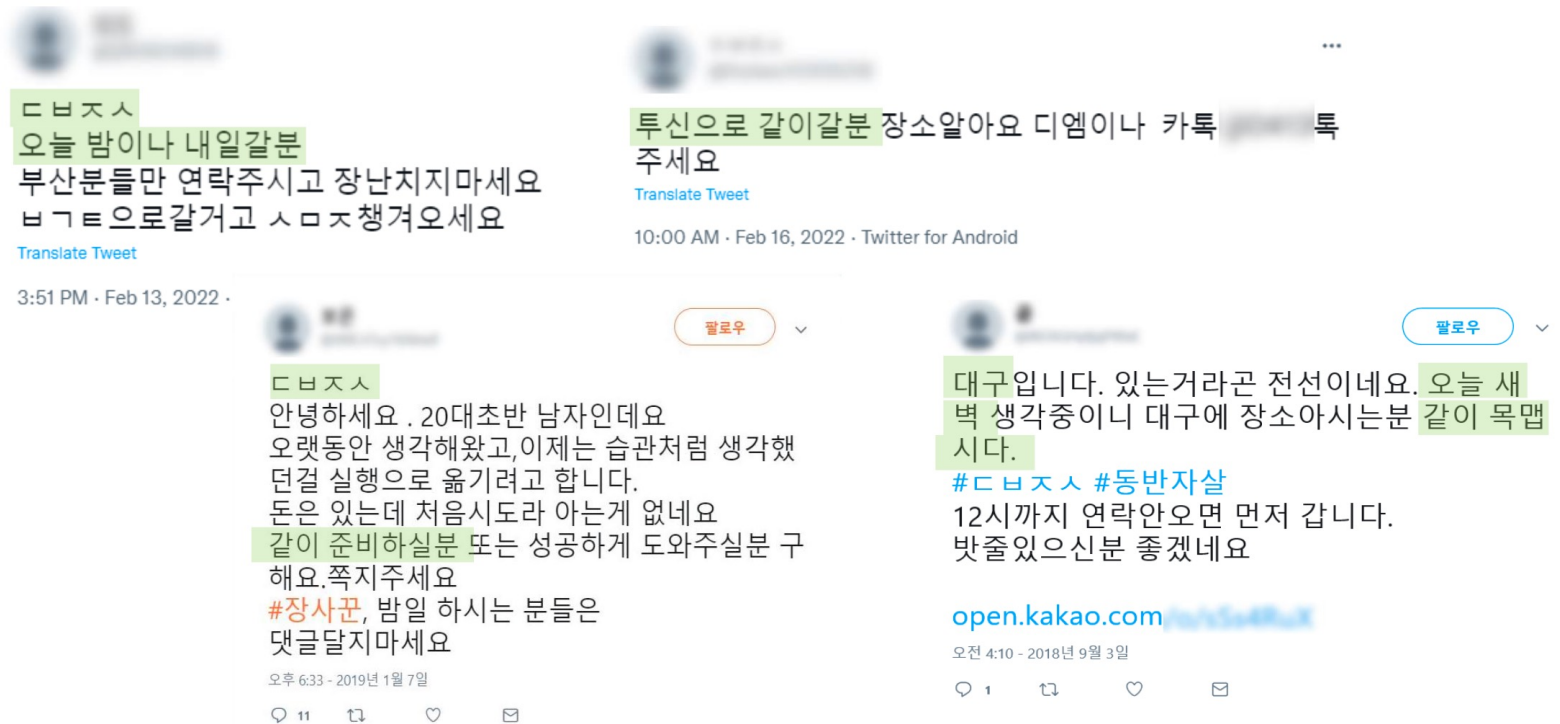 ㄷㅂㅈㅅ
오늘 밤이나 내일갈분
부산분들만 연락주시고 장난치지마세요
ㅂㄱㅌ으로갈거고 ㅅㅁㅈ챙겨오세요
Translate Tweet
3:51 PM · Feb 13, 2022 ·
투신으로 같이갈분 장소알아요 디엠이나 카톡 톡
주세요
Translate Tweet
10:00 AM · Feb 16, 2022 · Twitter for Android
팔로우
ㄷㅂㅈㅅ
안녕하세요 . 20대초반 남자인데요
오랫동안 생각해왔고,이제는 습관처럼 생각했
던걸 실행으로 옮기려고 합니다.
돈은 있는데 처음시도라 아는게 없네요
같이 준비하실분 또는 성공하게 도와주실분 구
해요.쪽지주세요
#장사꾼, 밤일 하시는 분들은
댓글달지마세요
오후 6:33 - 2019년 1월 7일
11
팔로우
대구입니다. 있는거라곤 전선이네요. 오늘 새
벽 생각중이니 대구에 장소아시는분 같이 목맵
시다.
#ㄷㅂㅈㅅ #동반자살
12시까지 연락안오면 먼저 갑니다.
밧줄있으신분 좋겠네요
open.kakao.com
오전 4:10 - 2018년 9월 3일
1